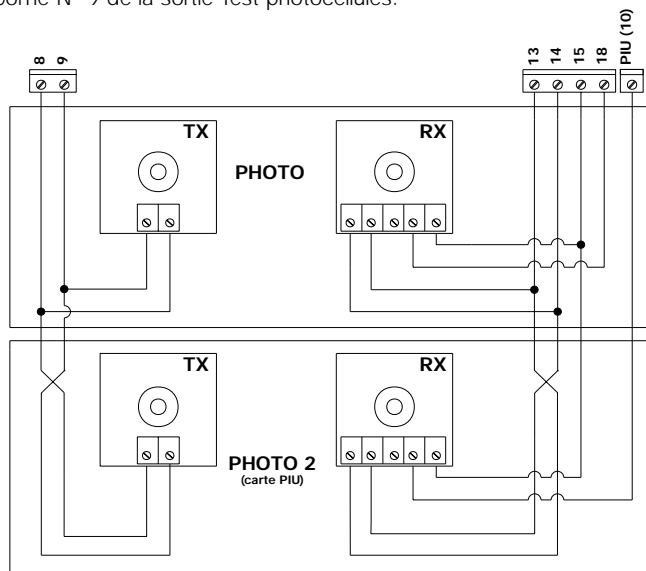 borne N° 9 de la sortie Test photocellules.
8 9
13 14 15 18 PIU (10)
TX RX
PHOTO
TX RX
PHOTO 2
(carte PIU)